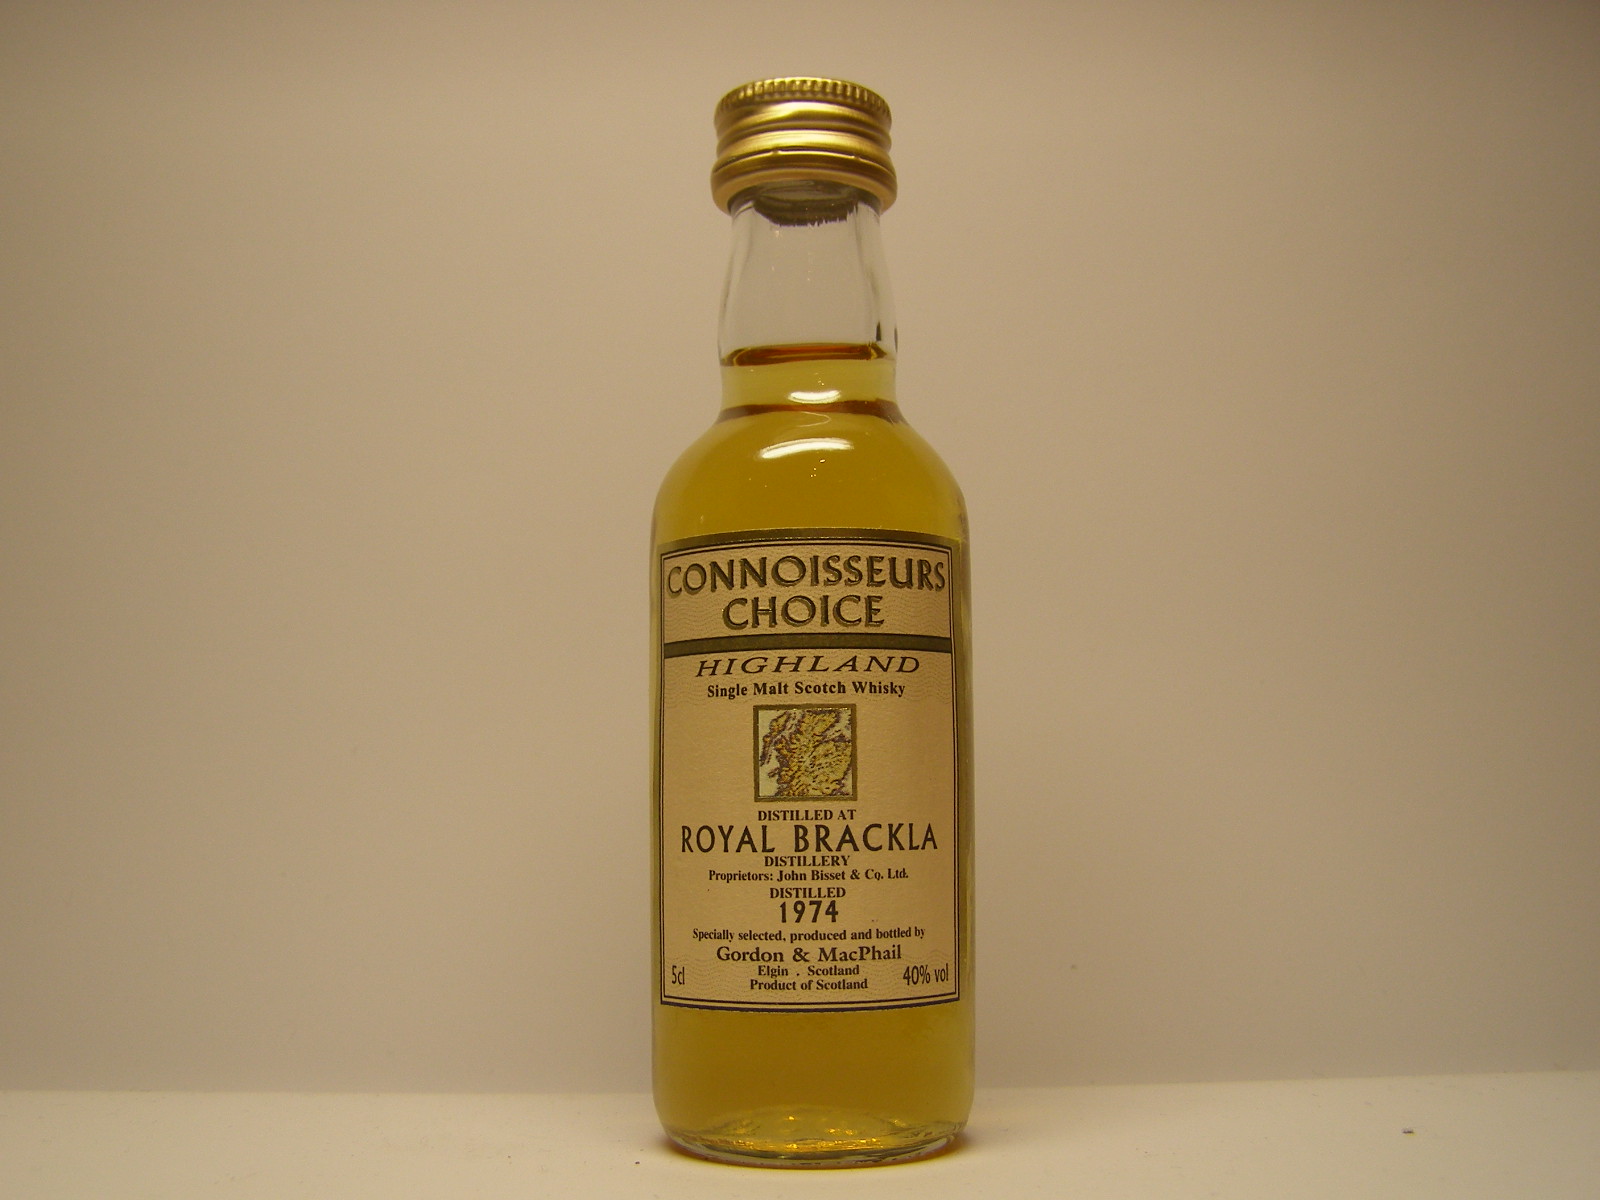 CONNOISSEURS
CHOICE
HIGHLAND
Single Malt Scotch Whisky
DISTILLED AT
ROYAL BRACKLA
DISTILLERY
Proprietors: John Bisset & Co. Ltd.
DISTILLED
1974
Specially selected, produced and bottled by
Gordon & MacPhail
Elgin . Scotland
5cl Product of Scotland 40% vol